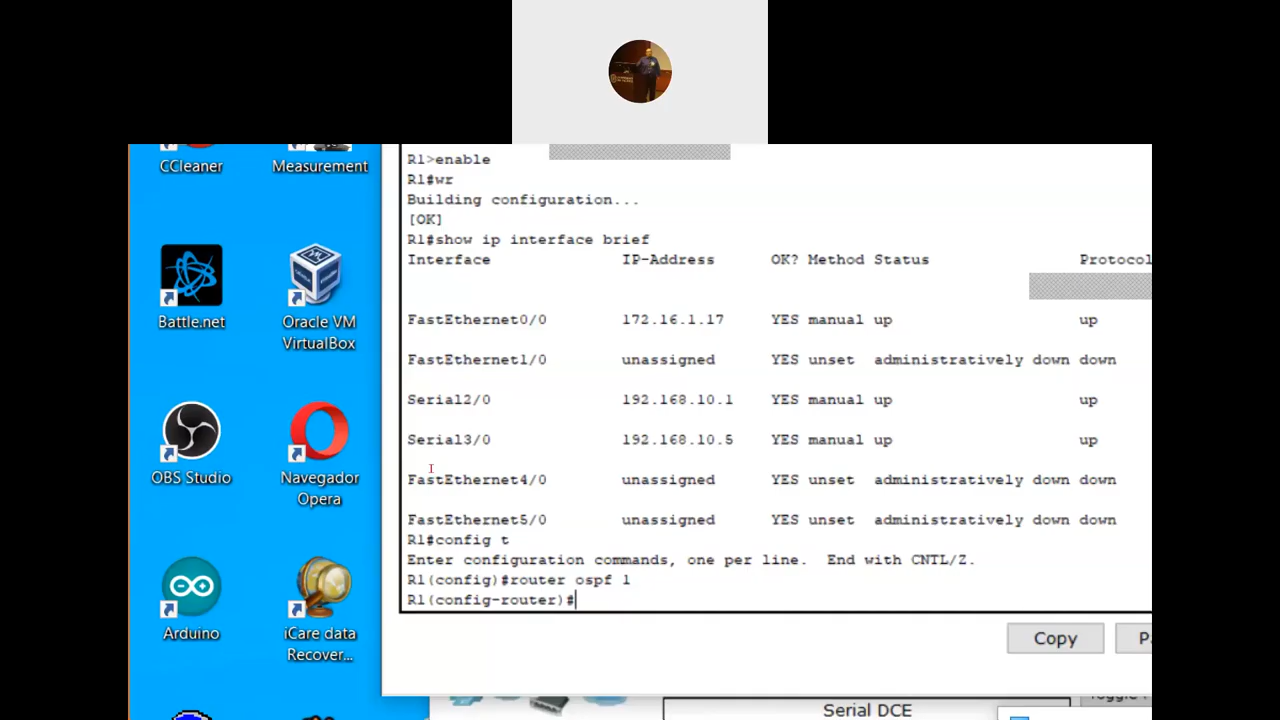 CCleaner
Measurement
Battle.net
Oracle VM
VirtualBox
OBS Studio
Navegador
Opera
Arduino
iCare data
Recover...
R1>enable
R1#wr
Building configuration...
[OK]
R1#show ip interface brief
Interface IP-Address OK? Method Status Protocol
FastEthernet0/0 172.16.1.17 YES manual up up
FastEthernet1/0 unassigned YES unset administratively down down
Serial2/0 192.168.10.1 YES manual up up
Serial3/0 192.168.10.5 YES manual up up
FastEthernet4/0 unassigned YES unset administratively down down
FastEthernet5/0 unassigned YES unset administratively down down
R1#config t
Enter configuration commands, one per line. End with CNTL/Z.
R1(config)#router ospf 1
R1(config-router)#
Copy
Serial DCE